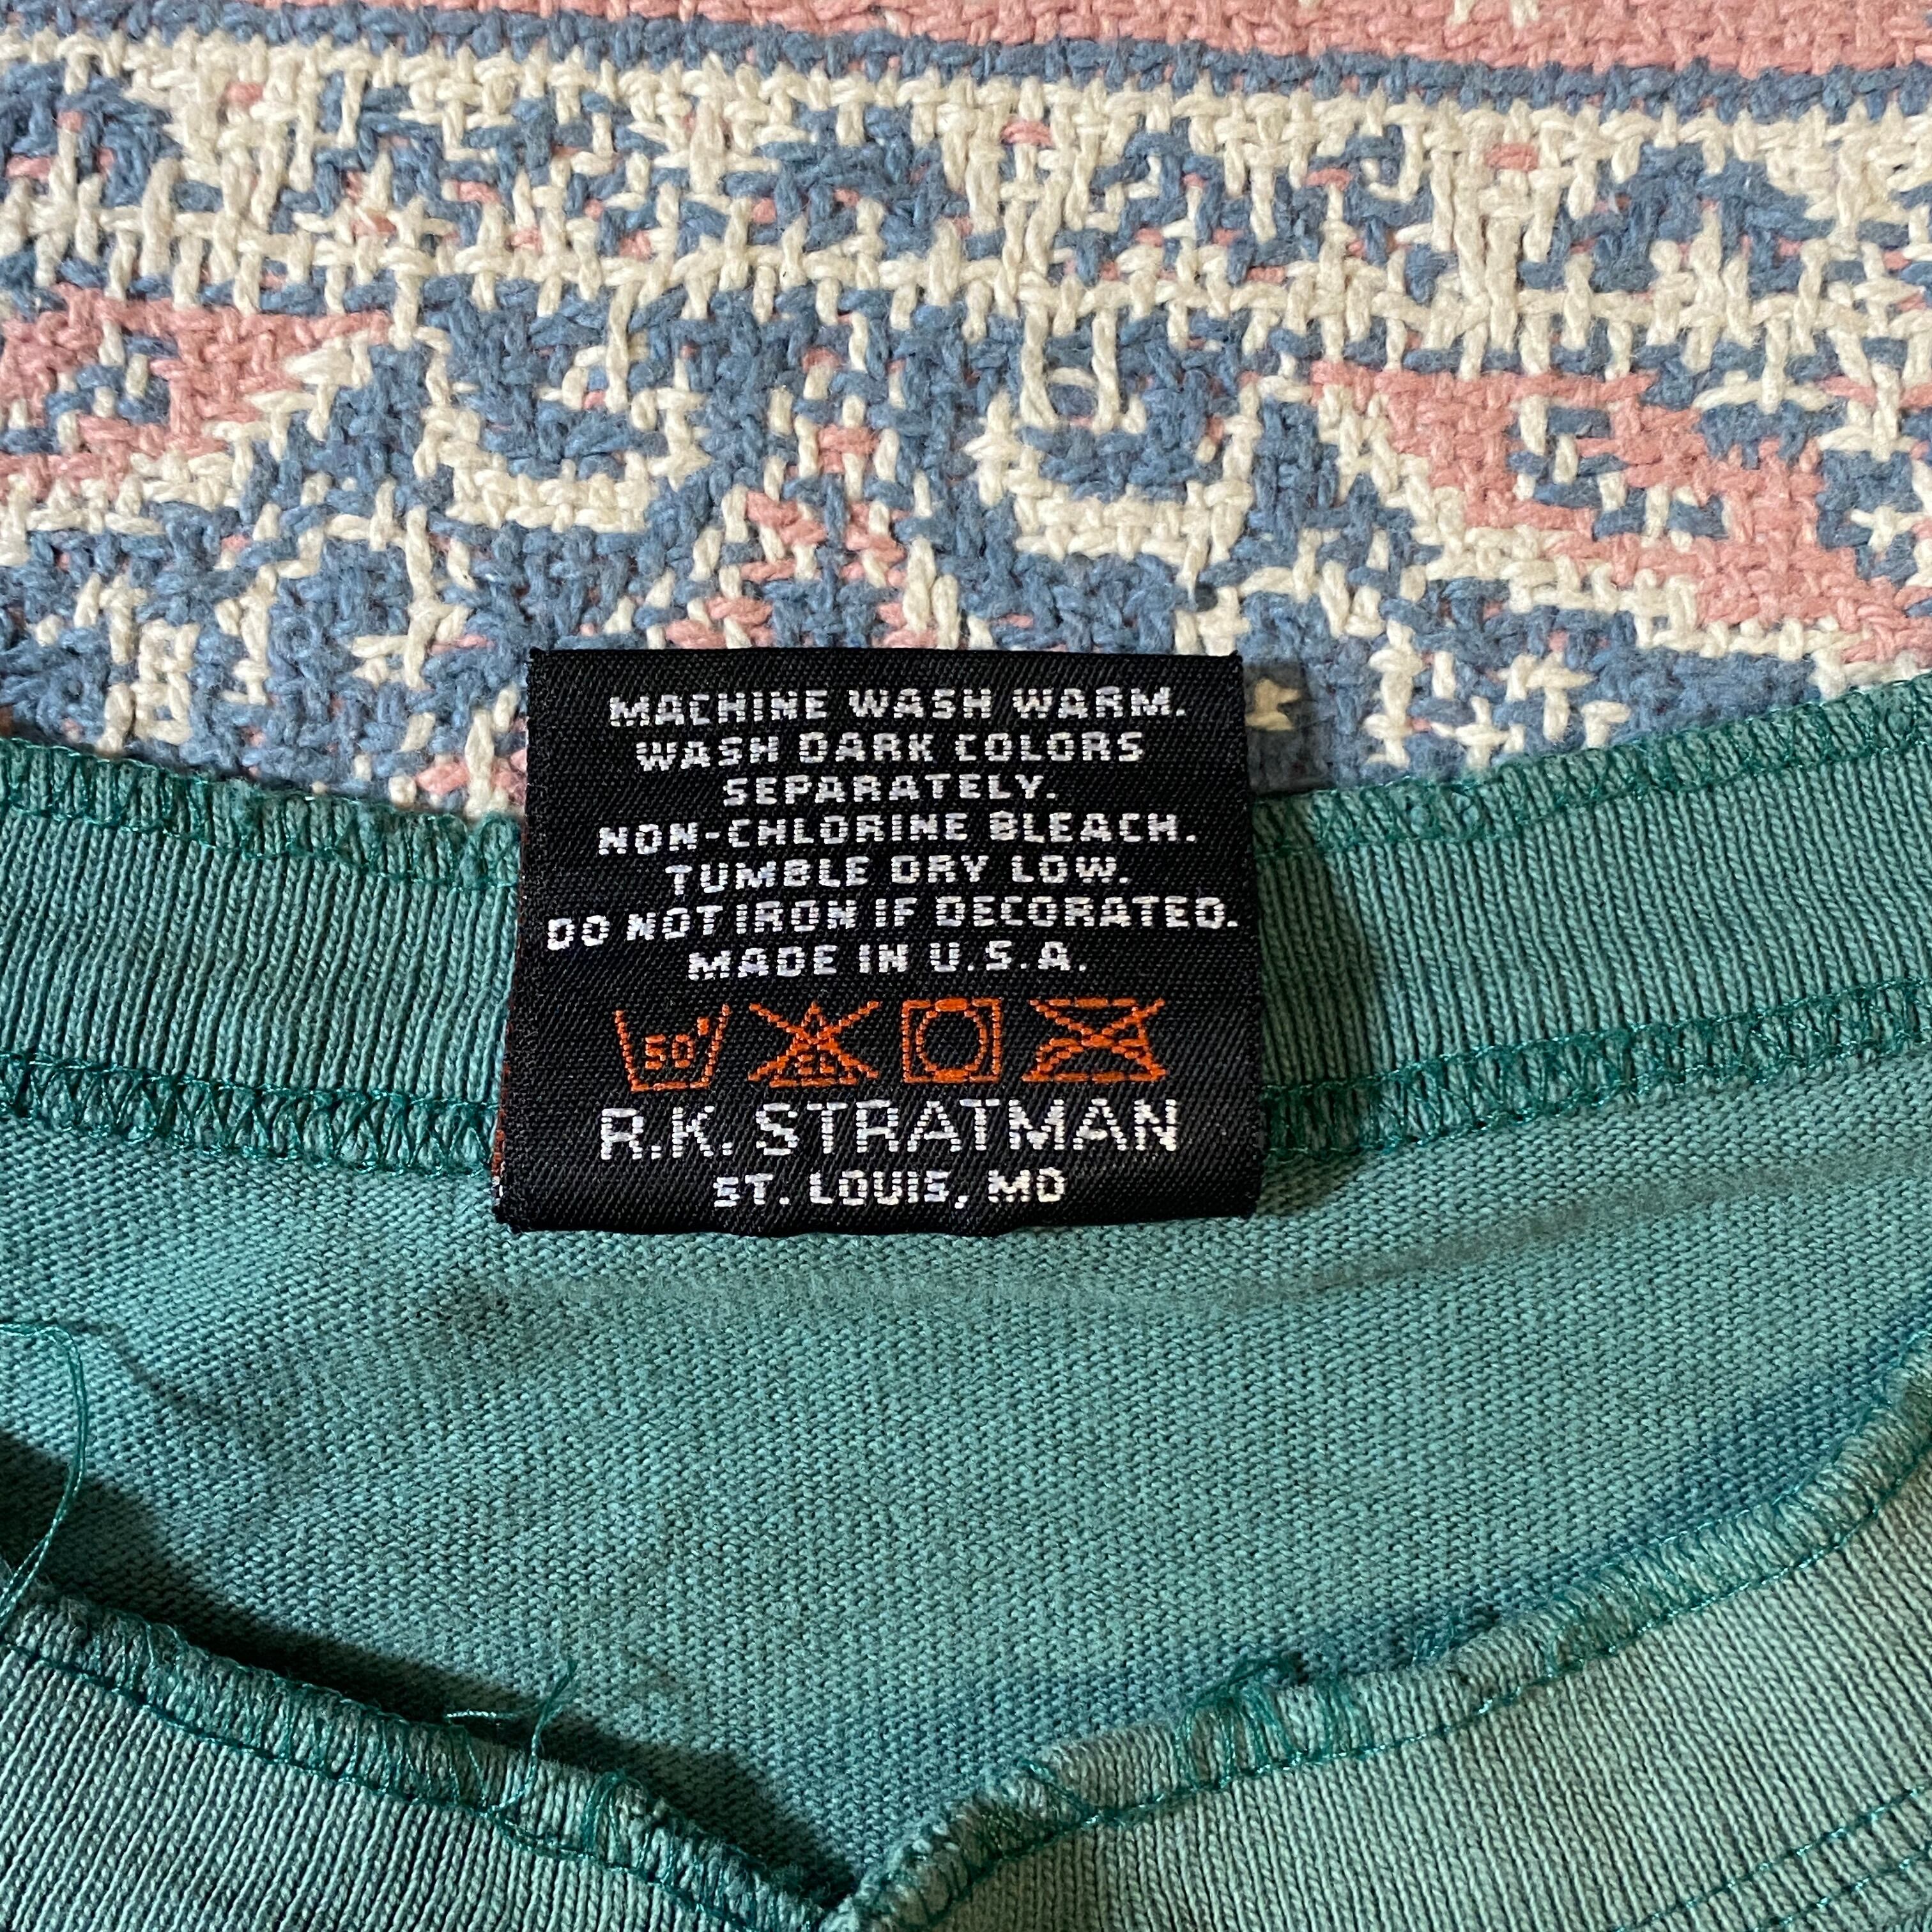 MACHINE WASH WARM.
WASH DARK COLORS
SEPARATELY.
NON-CHLORINE BLEACH.
TUMBLE DRY LOW.
DO NOT IRON IF DECORATED.
MADE IN U.S.A.
50°
R.K. STRATMAN
ST. LOUIS, MO